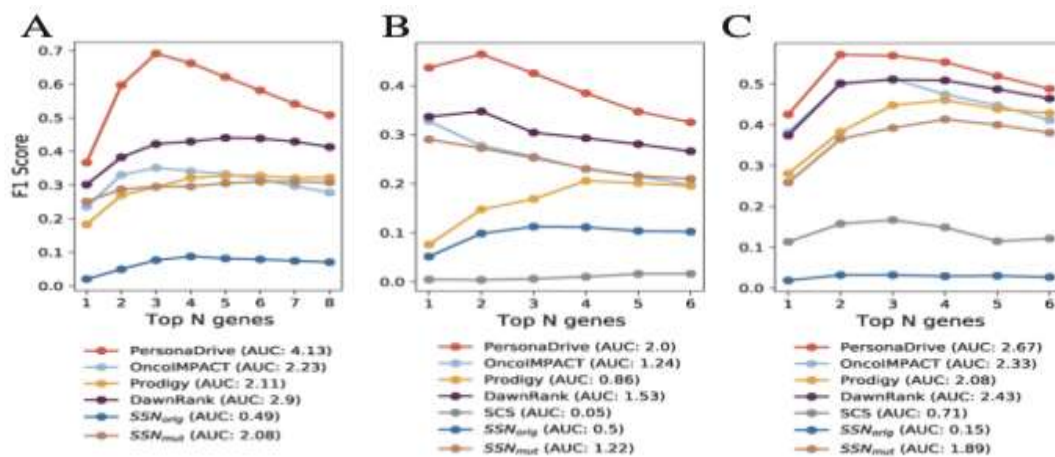 A
B
C
F1 Score
0.7
0.6
0.5
0.4
0.3
0.2
0.1
0.0
1 2 3 4 5 6 7 8
Top N genes
PersonaDrive (AUC: 4.13)
OncoIMPACT (AUC: 2.23)
Prodigy (AUC: 2.11)
DawnRank (AUC: 2.9)
SSN_orig (AUC: 0.49)
SSN_mut (AUC: 2.08)
0.4
0.3
0.2
0.1
0.0
1 2 3 4 5 6
Top N genes
PersonaDrive (AUC: 2.0)
OncoIMPACT (AUC: 1.24)
Prodigy (AUC: 0.86)
DawnRank (AUC: 1.53)
SCS (AUC: 0.05)
SSN_orig (AUC: 0.5)
SSN_mut (AUC: 1.22)
0.5
0.4
0.3
0.2
0.1
0.0
1 2 3 4 5 6
Top N genes
PersonaDrive (AUC: 2.67)
OncoIMPACT (AUC: 2.33)
Prodigy (AUC: 2.08)
DawnRank (AUC: 2.43)
SCS (AUC: 0.71)
SSN_orig (AUC: 0.15)
SSN_mut (AUC: 1.89)